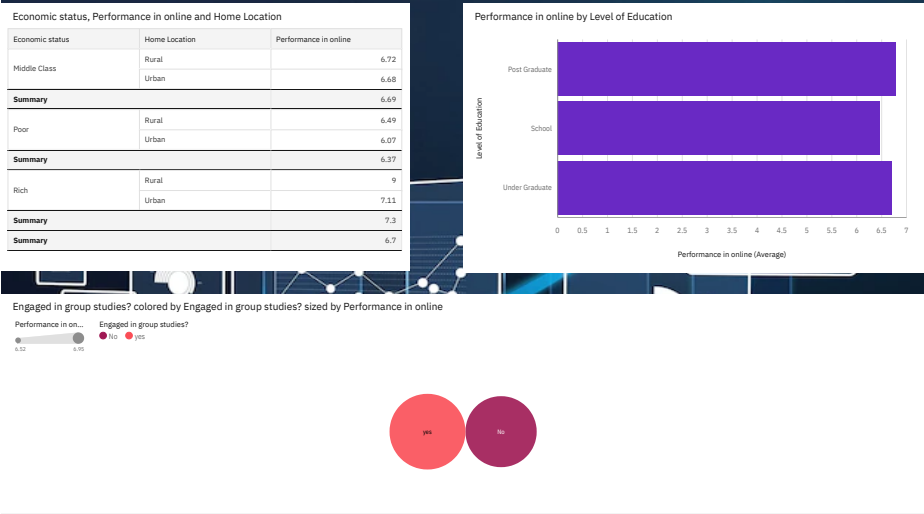 Economic status, Performance in online and Home Location
Economic status Home Location Performance in online
Middle Class Rural 6.72
Urban 6.68
Summary 6.69
Poor Rural 6.49
Urban 6.07
Summary 6.37
Rich Rural 9
Urban 7.11
Summary 7.3
Summary 6.7
Performance in online by Level of Education
Level of Education
Post Graduate
School
Under Graduate
0 0.5 1 1.5 2 2.5 3 3.5 4 4.5 5 5.5 6 6.5 7
Performance in online (Average)
Engaged in group studies? colored by Engaged in group studies? sized by Performance in online
Performance in on... Engaged in group studies?
No yes
6.52 6.95
yes No